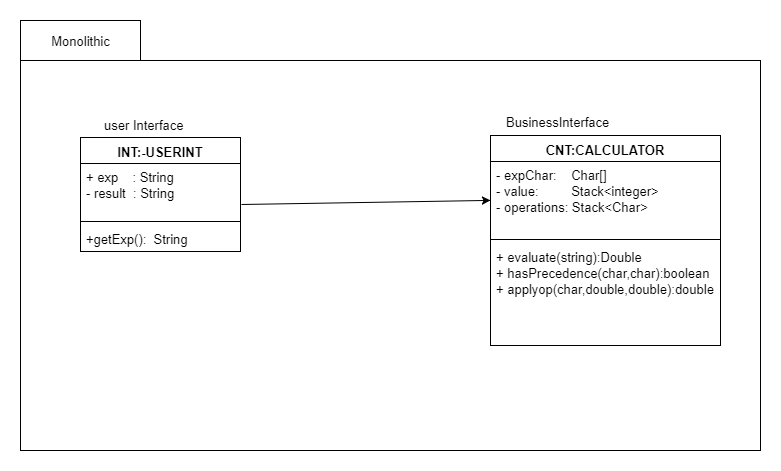 Monolithic
user Interface
INT:-USERINT
+ exp : String
- result : String
+getExp(): String
BusinessInterface
CNT:CALCULATOR
- expChar: Char[]
- value: Stack<integer>
- operations: Stack<Char>
+ evaluate(string):Double
+ hasPrecedence(char,char):boolean
+ applyop(char,double,double):double